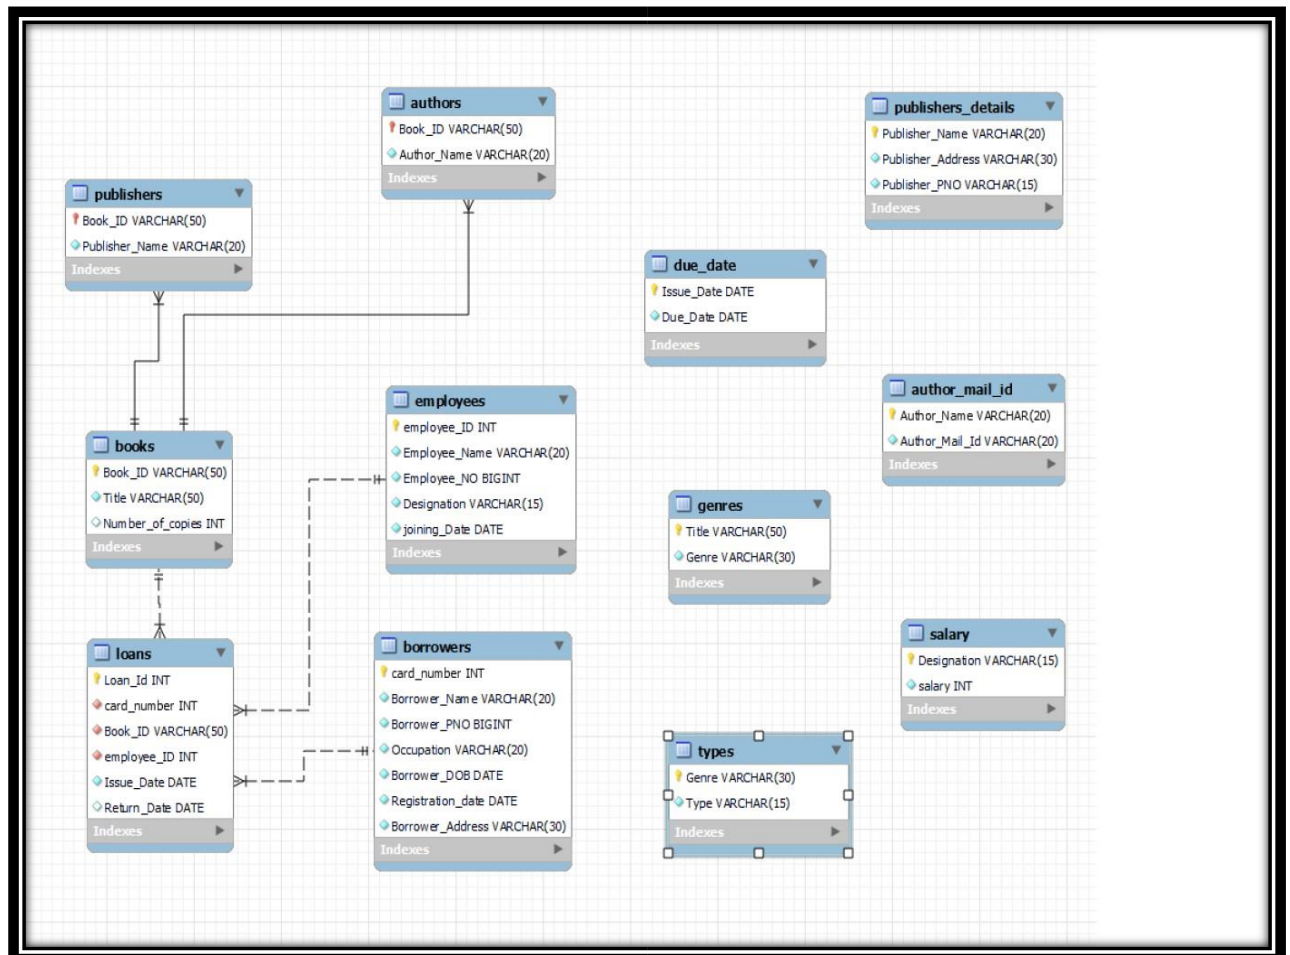 authors
Book_ID VARCHAR(50)
Author_Name VARCHAR(20)
Indexes
publishers_details
Publisher_Name VARCHAR(20)
Publisher_Address VARCHAR(30)
Publisher_PNO VARCHAR(15)
Indexes
publishers
Book_ID VARCHAR(50)
Publisher_Name VARCHAR(20)
Indexes
due_date
Issue_Date DATE
Due_Date DATE
Indexes
author_mail_id
Author_Name VARCHAR(20)
Author_Mail_Id VARCHAR(20)
Indexes
employees
employee_ID INT
Employee_Name VARCHAR(20)
Employee_NO BIGINT
Designation VARCHAR(15)
joining_Date DATE
Indexes
books
Book_ID VARCHAR(50)
Title VARCHAR(50)
Number_of_copies INT
Indexes
genres
Title VARCHAR(50)
Genre VARCHAR(30)
Indexes
salary
Designation VARCHAR(15)
salary INT
Indexes
loans
Loan_Id INT
card_number INT
Book_ID VARCHAR(50)
employee_ID INT
Issue_Date DATE
Return_Date DATE
Indexes
borrowers
card_number INT
Borrower_Name VARCHAR(20)
Borrower_PNO BIGINT
Occupation VARCHAR(20)
Borrower_DOB DATE
Registration_date DATE
Borrower_Address VARCHAR(30)
Indexes
types
Genre VARCHAR(30)
Type VARCHAR(15)
Indexes